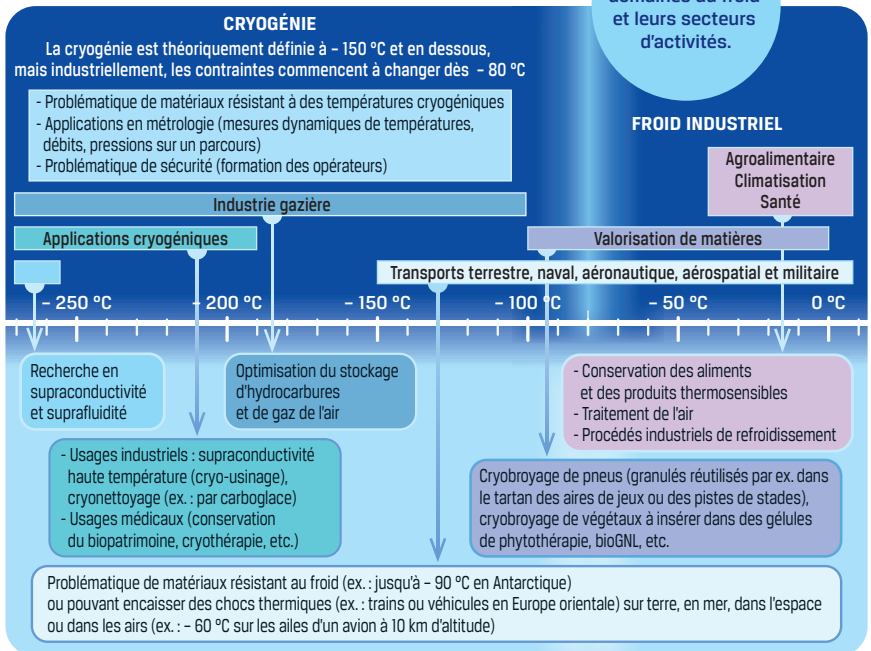 domaines du froid
et leurs secteurs
d'activités.
CRYOGÉNIE
La cryogénie est théoriquement définie à – 150 ºC et en dessous,
mais industriellement, les contraintes commencent à changer dès – 80 ºC
- Problématique de matériaux résistant à des températures cryogéniques
- Applications en métrologie (mesures dynamiques de températures,
débits, pressions sur un parcours)
- Problématique de sécurité (formation des opérateurs)
FROID INDUSTRIEL
Agroalimentaire
Climatisation
Santé
Industrie gazière
Applications cryogéniques
Valorisation de matières
Transports terrestre, naval, aéronautique, aérospatial et militaire
– 250 ºC
– 200 ºC
– 150 ºC
– 100 ºC
– 50 ºC
0 ºC
Recherche en
supraconductivité
et suprafluidité
Optimisation du stockage
d'hydrocarbures
et de gaz de l'air
- Conservation des aliments
et des produits thermosensibles
- Traitement de l'air
- Procédés industriels de refroidissement
- Usages industriels : supraconductivité
haute température (cryo-usinage),
cryonettoyage (ex. : par carboglace)
- Usages médicaux (conservation
du biopatrimoine, cryothérapie, etc.)
Cryobroyage de pneus (granulés réutilisés par ex. dans
le tartan des aires de jeux ou des pistes de stades),
cryobroyage de végétaux à insérer dans des gélules
de phytothérapie, bioGNL, etc.
Problématique de matériaux résistant au froid (ex. : jusqu'à – 90 ºC en Antarctique)
ou pouvant encaisser des chocs thermiques (ex. : trains ou véhicules en Europe orientale) sur terre, en mer, dans l'espace
ou dans les airs (ex. : – 60 ºC sur les ailes d'un avion à 10 km d'altitude)